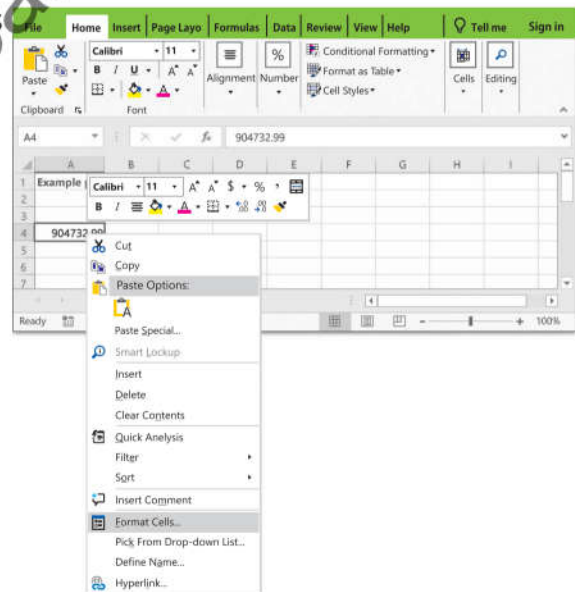 File Home Insert Page Layo Formulas Data Review View Help Tell me Sign in
Calibri 11 % Conditional Formatting
Paste B I U A A Alignment Number Format as Table Cells Editing
A Cell Styles
Clipboard Font
A4 fx 904732.99
A B C D E F G H I
1 Example
2
3
4 904732.99
5
6
7
Calibri 11 A A $ % ,
B I A
Cut
Copy
Paste Options:
A
Paste Special...
Smart Lookup
Insert
Delete
Clear Contents
Quick Analysis
Filter
Sort
Insert Comment
Format Cells...
Pick From Drop-down List...
Define Name...
Hyperlink...
Ready 100%